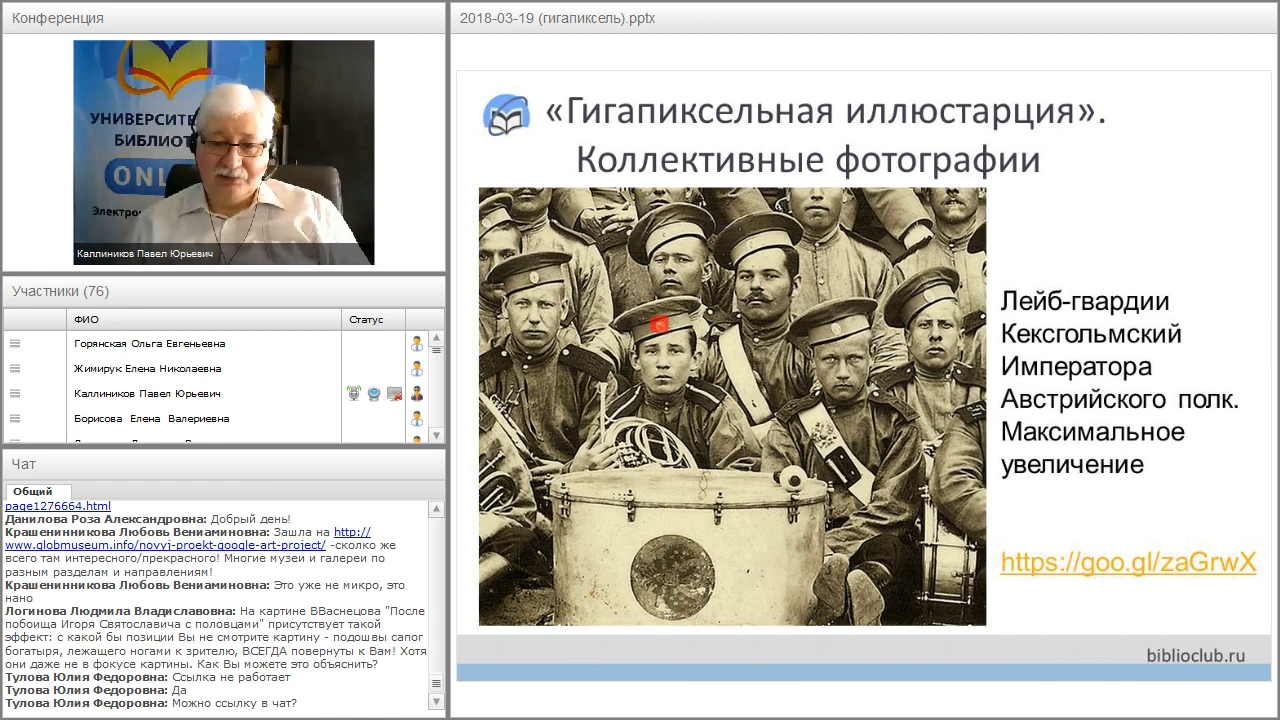 Конференция
УНИВЕРСИТЕ
БИБЛИОТ
ONL
Электро
Каллиников Павел Юрьевич
Участники (76)
ФИО
Статус
Горянская Ольга Евгеньевна
Жимирук Елена Николаевна
Каллиников Павел Юрьевич
Борисова Елена Валериевна
Чат
Общий
page1276664.html
Данилова Роза Александровна: Добрый день!
Крашенинникова Любовь Вениаминовна: Зашла на http://
www.globmuseum.info/novyj-proekt-google-art-project/ -сколко же
всего там интересного/прекрасного! Многие музеи и галереи по
разным разделам и направлениям!
Крашенинникова Любовь Вениаминовна: Это уже не микро, это
нано
Логинова Людмила Владиславовна: На картине ВВаснецова "После
побоища Игоря Святославича с половцами" присутствует такой
эффект: с какой бы позиции Вы не смотрите картину - подошвы сапог
богатыря, лежащего ногами к зрителю, ВСЕГДА повернуты к Вам! Хотя
они даже не в фокусе картины. Как Вы можете это объяснить?
Тулова Юлия Федоровна: Ссылка не работает
Тулова Юлия Федоровна: Да
Тулова Юлия Федоровна: Можно ссылку в чат?
2018-03-19 (гигапиксель).pptx
«Гигапиксельная иллюстарция».
Коллективные фотографии
Лейб-гвардии
Кексгольмский
Императора
Австрийского полк.
Максимальное
увеличение
https://goo.gl/zaGrwX
biblioclub.ru